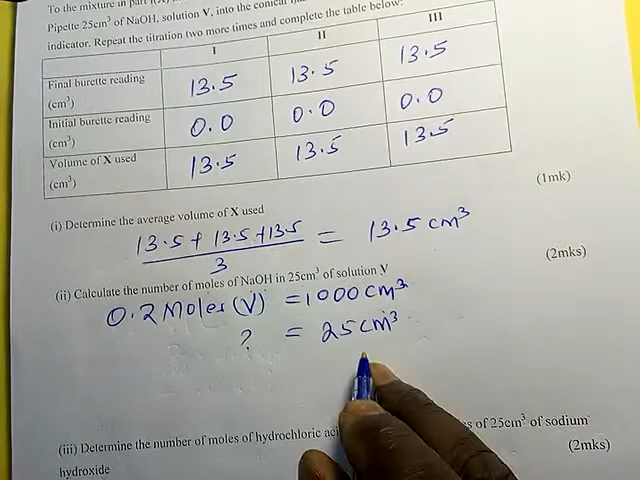 To the mixture in part
Pipette 25cm³ of NaOH, solution V, into the conical
indicator. Repeat the titration two more times and complete the table below:
I II III
Final burette reading (cm³) 13.5 13.5 13.5
Initial burette reading (cm³) 0.0 0.0 0.0
Volume of X used (cm³) 13.5 13.5 13.5
(i) Determine the average volume of X used (1mk)
13.5 + 13.5 + 13.5 / 3 = 13.5 cm³
(ii) Calculate the number of moles of NaOH in 25cm³ of solution V (2mks)
0.2 Moles (V) = 1000 cm³
? = 25 cm³
(iii) Determine the number of moles of hydrochloric of 25cm³ of sodium
hydroxide (2mks)